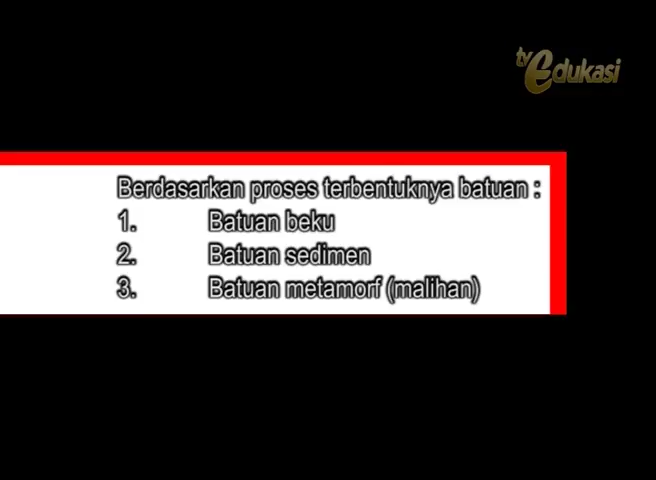 tv edukasi
Berdasarkan proses terbentuknya batuan :
1. Batuan beku
2. Batuan sedimen
3. Batuan metamorf (malihan)